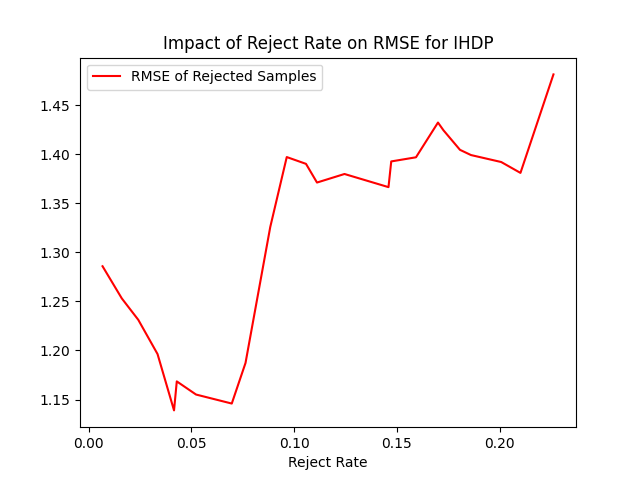 Impact of Reject Rate on RMSE for IHDP
RMSE of Rejected Samples
1.45
1.40
1.35
1.30
1.25
1.20
1.15
0.00 0.05 0.10 0.15 0.20
Reject Rate